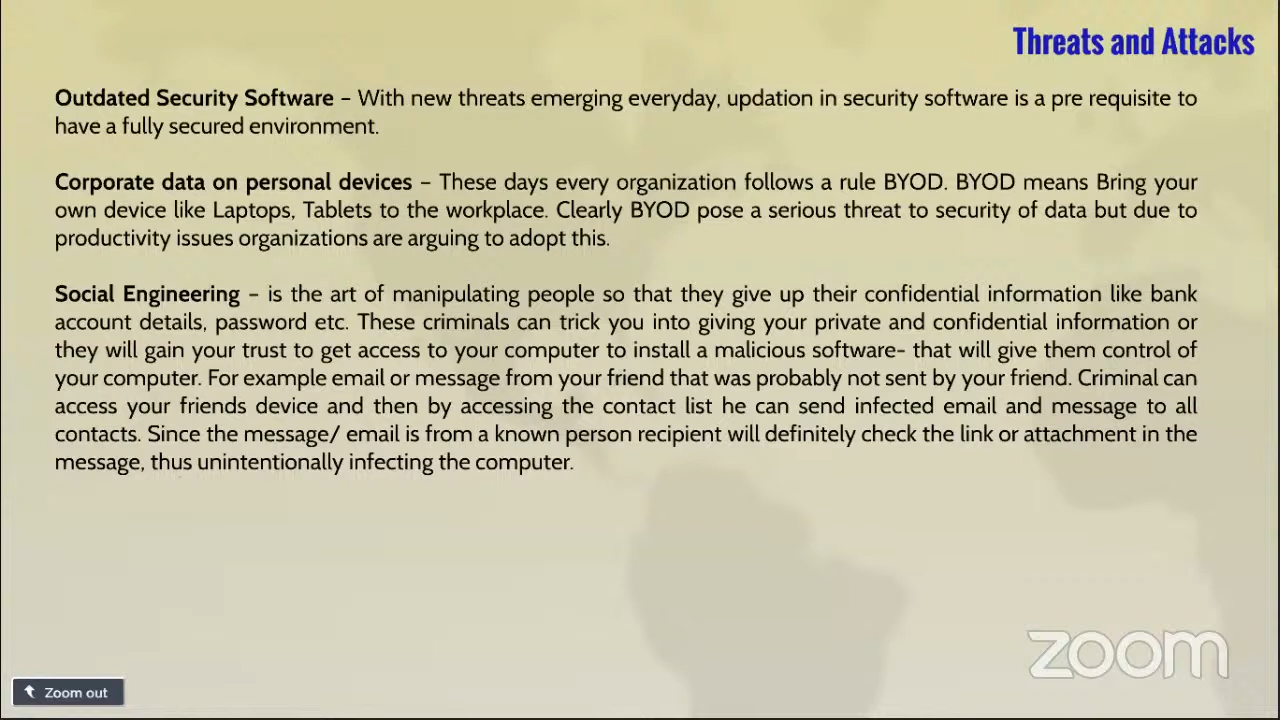 Threats and Attacks
Outdated Security Software – With new threats emerging everyday, updation in security software is a pre requisite to
have a fully secured environment.
Corporate data on personal devices – These days every organization follows a rule BYOD. BYOD means Bring your
own device like Laptops, Tablets to the workplace. Clearly BYOD pose a serious threat to security of data but due to
productivity issues organizations are arguing to adopt this.
Social Engineering – is the art of manipulating people so that they give up their confidential information like bank
account details, password etc. These criminals can trick you into giving your private and confidential information or
they will gain your trust to get access to your computer to install a malicious software- that will give them control of
your computer. For example email or message from your friend that was probably not sent by your friend. Criminal can
access your friends device and then by accessing the contact list he can send infected email and message to all
contacts. Since the message/ email is from a known person recipient will definitely check the link or attachment in the
message, thus unintentionally infecting the computer.
zoom
Zoom out